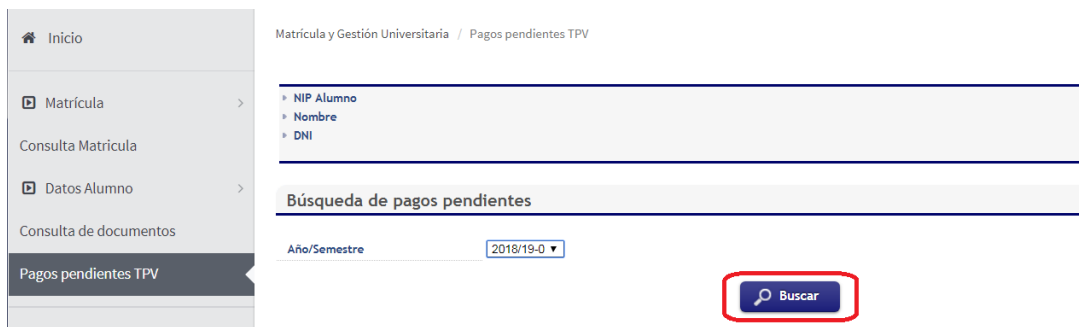 Inicio
Matrícula y Gestión Universitaria / Pagos pendientes TPV
Matrícula
Consulta Matricula
Datos Alumno
Consulta de documentos
Pagos pendientes TPV
NIP Alumno
Nombre
DNI
Búsqueda de pagos pendientes
Año/Semestre 2018/19-0
Buscar